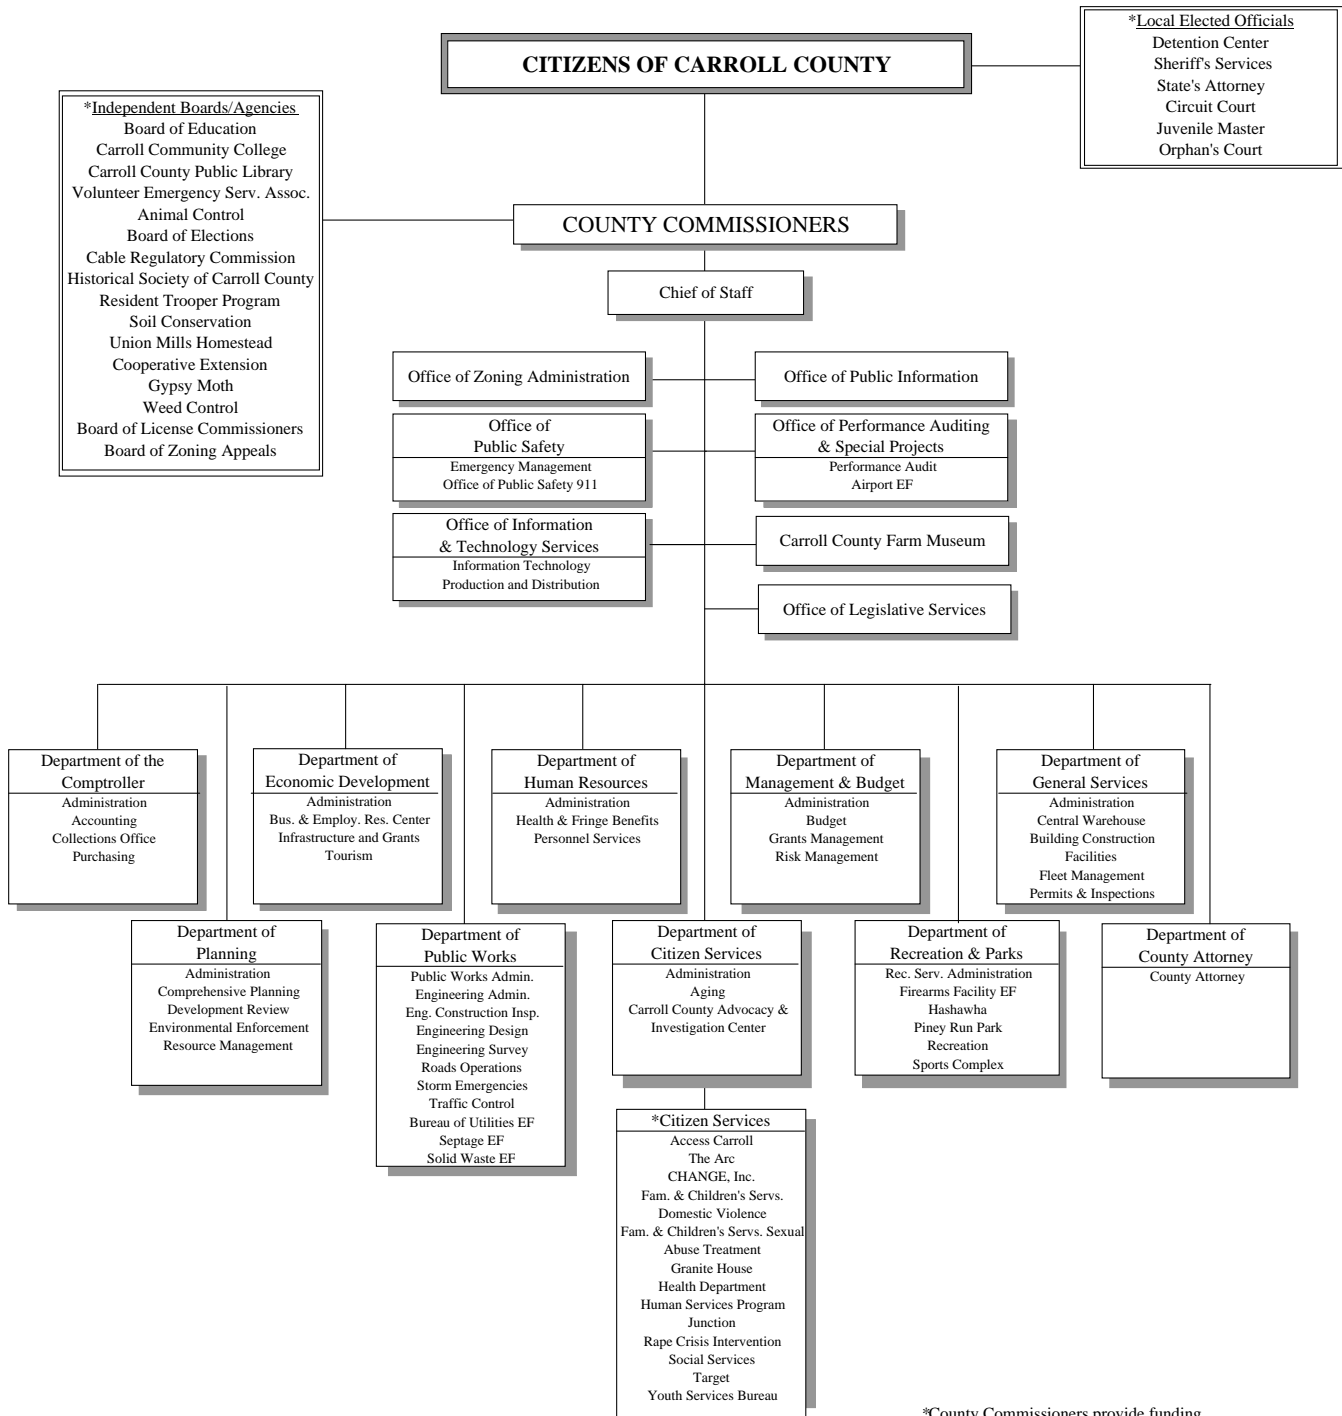 *Local Elected Officials
Detention Center
Sheriff's Services
State's Attorney
Circuit Court
Juvenile Master
Orphan's Court
CITIZENS OF CARROLL COUNTY
*Independent Boards/Agencies
Board of Education
Carroll Community College
Carroll County Public Library
Volunteer Emergency Serv. Assoc.
Animal Control
Board of Elections
Cable Regulatory Commission
Historical Society of Carroll County
Resident Trooper Program
Soil Conservation
Union Mills Homestead
Cooperative Extension
Gypsy Moth
Weed Control
Board of License Commissioners
Board of Zoning Appeals
COUNTY COMMISSIONERS
Chief of Staff
Office of Zoning Administration
Office of Public Information
Office of
Public Safety
Emergency Management
Office of Public Safety 911
Office of Performance Auditing
& Special Projects
Performance Audit
Airport EF
Office of Information
& Technology Services
Information Technology
Production and Distribution
Carroll County Farm Museum
Office of Legislative Services
Department of the
Comptroller
Administration
Accounting
Collections Office
Purchasing
Department of
Economic Development
Administration
Bus. & Employ. Res. Center
Infrastructure and Grants
Tourism
Department of
Human Resources
Administration
Health & Fringe Benefits
Personnel Services
Department of
Management & Budget
Administration
Budget
Grants Management
Risk Management
Department of
General Services
Administration
Central Warehouse
Building Construction
Facilities
Fleet Management
Permits & Inspections
Department of
Planning
Administration
Comprehensive Planning
Development Review
Environmental Enforcement
Resource Management
Department of
Public Works
Public Works Admin.
Engineering Admin.
Eng. Construction Insp.
Engineering Design
Engineering Survey
Roads Operations
Storm Emergencies
Traffic Control
Bureau of Utilities EF
Septage EF
Solid Waste EF
Department of
Citizen Services
Administration
Aging
Carroll County Advocacy &
Investigation Center
Department of
Recreation & Parks
Rec. Serv. Administration
Firearms Facility EF
Hashawha
Piney Run Park
Recreation
Sports Complex
Department of
County Attorney
County Attorney
*Citizen Services
Access Carroll
The Arc
CHANGE, Inc.
Fam. & Children's Servs.
Domestic Violence
Fam. & Children's Servs. Sexual
Abuse Treatment
Granite House
Health Department
Human Services Program
Junction
Rape Crisis Intervention
Social Services
Target
Youth Services Bureau
*County Commissioners provide funding